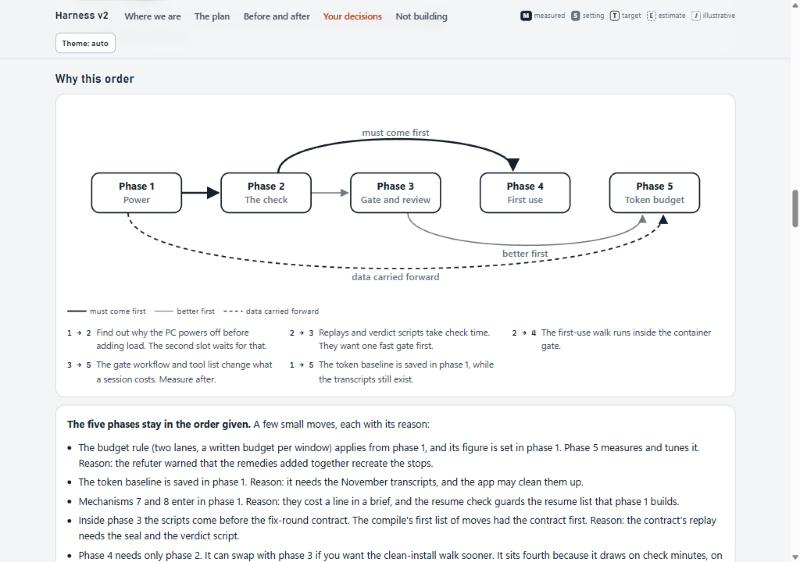 Harness v2 Where we are The plan Before and after Your decisions Not building M measured S setting T target E estimate I illustrative
Theme: auto
Why this order
must come first
Phase 1 Phase 2 Phase 3 Phase 4 Phase 5
Power The check Gate and review First use Token budget
better first
data carried forward
must come first better first data carried forward
1 → 2 Find out why the PC powers off before
adding load. The second slot waits for that.
2 → 3 Replays and verdict scripts take check time.
They want one fast gate first.
2 → 4 The first-use walk runs inside the container
gate.
3 → 5 The gate workflow and tool list change what
a session costs. Measure after.
1 → 5 The token baseline is saved in phase 1, while
the transcripts still exist.
The five phases stay in the order given. A few small moves, each with its reason:
• The budget rule (two lanes, a written budget per window) applies from phase 1, and its figure is set in phase 1. Phase 5 measures and tunes it.
Reason: the refuter warned that the remedies added together recreate the stops.
• The token baseline is saved in phase 1. Reason: it needs the November transcripts, and the app may clean them up.
• Mechanisms 7 and 8 enter in phase 1. Reason: they cost a line in a brief, and the resume check guards the resume list that phase 1 builds.
• Inside phase 3 the scripts come before the fix-round contract. The compile's first list of moves had the contract first. Reason: the contract's replay
needs the seal and the verdict script.
• Phase 4 needs only phase 2. It can swap with phase 3 if you want the clean-install walk sooner. It sits fourth because it draws on check minutes, on